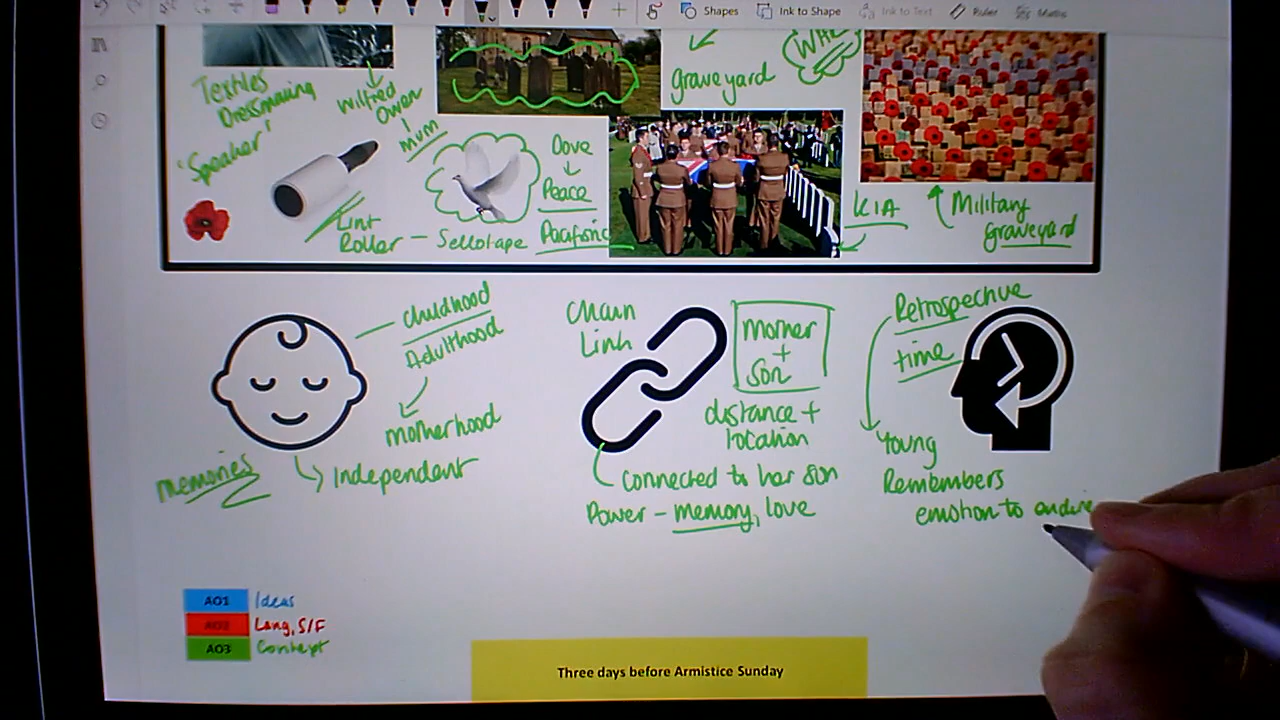 Shapes
Ink to Shape
Ink to Text
Ruler
Maths
Textiles
Dressmaking
'Speaker'
Wilfred
Owen
Mum
Lint
Roller - Sellotape
Dove
Peace
graveyard
KIA
Military
graveyard
Childhood
Adulthood
motherhood
Independent
memories
Chain
Link
Mother
+
Son
distance +
location
Connected to her son
Power - memory, love
Retrospective
time
Young
Remembers
emotion to
AO1 Ideas
AO2 Lang, S/F
AO3 Context
Three days before Armistice Sunday